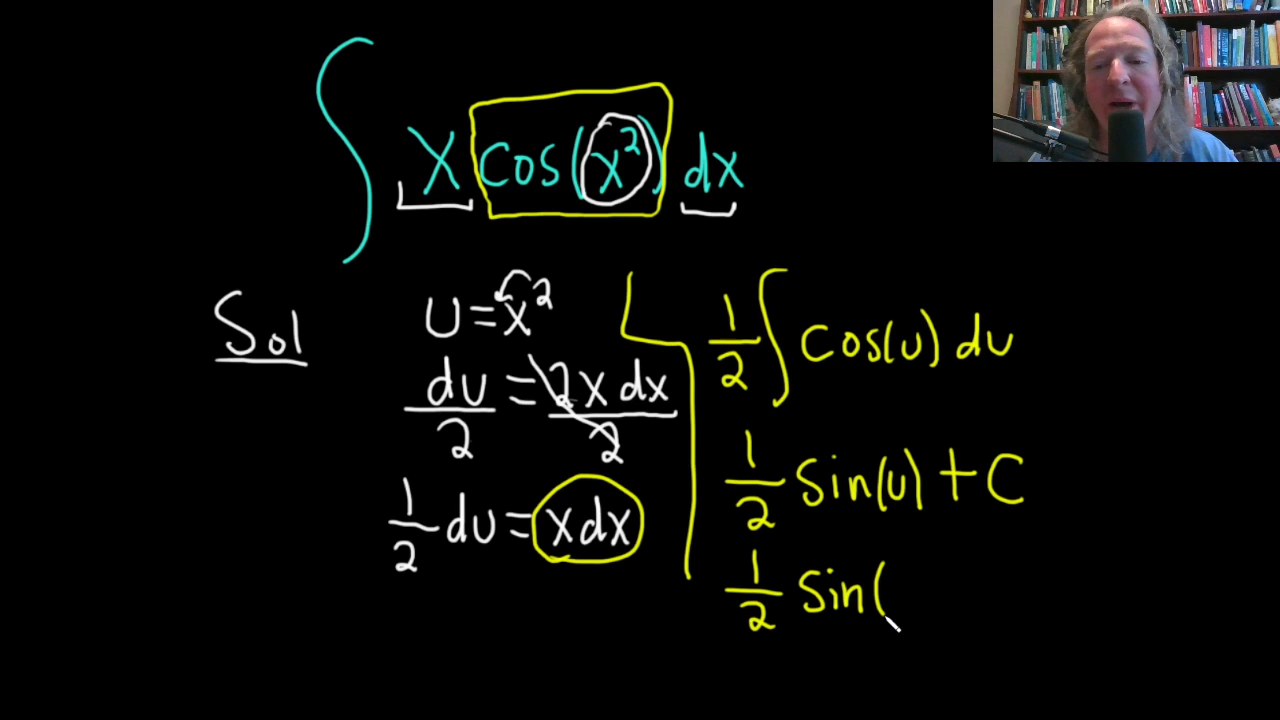 ∫ x cos(x²) dx
Sol
u = x²
du/2 = 2x dx/2
1/2 du = x dx
1/2 ∫ cos(u) du
1/2 sin(u) + C
1/2 sin(